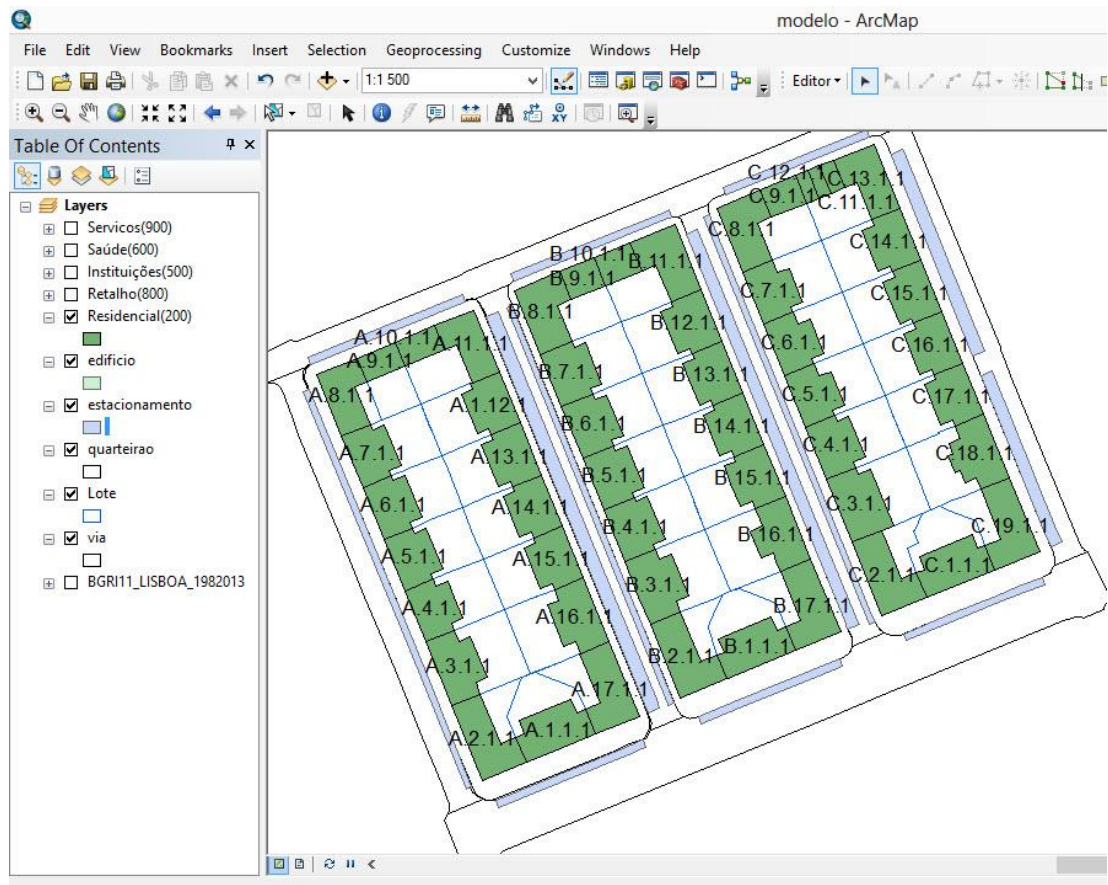 modelo - ArcMap
File Edit View Bookmarks Insert Selection Geoprocessing Customize Windows Help
1:1 500
Editor
Table Of Contents
Layers
Servicos(900)
Saúde(600)
Instituições(500)
Retalho(800)
Residencial(200)
edificio
estacionamento
quarteirao
Lote
via
BGRI11_LISBOA_1982013
A.10.1.1
A.11.1.1
A.9.1.1
A.8.1.1
A.1.12.1
A.7.1.1
A.13.1.1
A.6.1.1
A.14.1.1
A.5.1.1
A.15.1.1
A.4.1.1
A.16.1.1
A.3.1.1
A.17.1.1
A.2.1.1
A.1.1.1
B.10.1.1
B.11.1.1
B.9.1.1
B.8.1.1
B.12.1.1
B.7.1.1
B.13.1.1
B.6.1.1
B.14.1.1
B.5.1.1
B.15.1.1
B.4.1.1
B.16.1.1
B.3.1.1
B.17.1.1
B.2.1.1
B.1.1.1
C.12.1.1
C.13.1.1
C.9.1.1
C.11.1.1
C.8.1.1
C.14.1.1
C.7.1.1
C.15.1.1
C.6.1.1
C.16.1.1
C.5.1.1
C.17.1.1
C.4.1.1
C.18.1.1
C.3.1.1
C.19.1.1
C.2.1.1
C.1.1.1